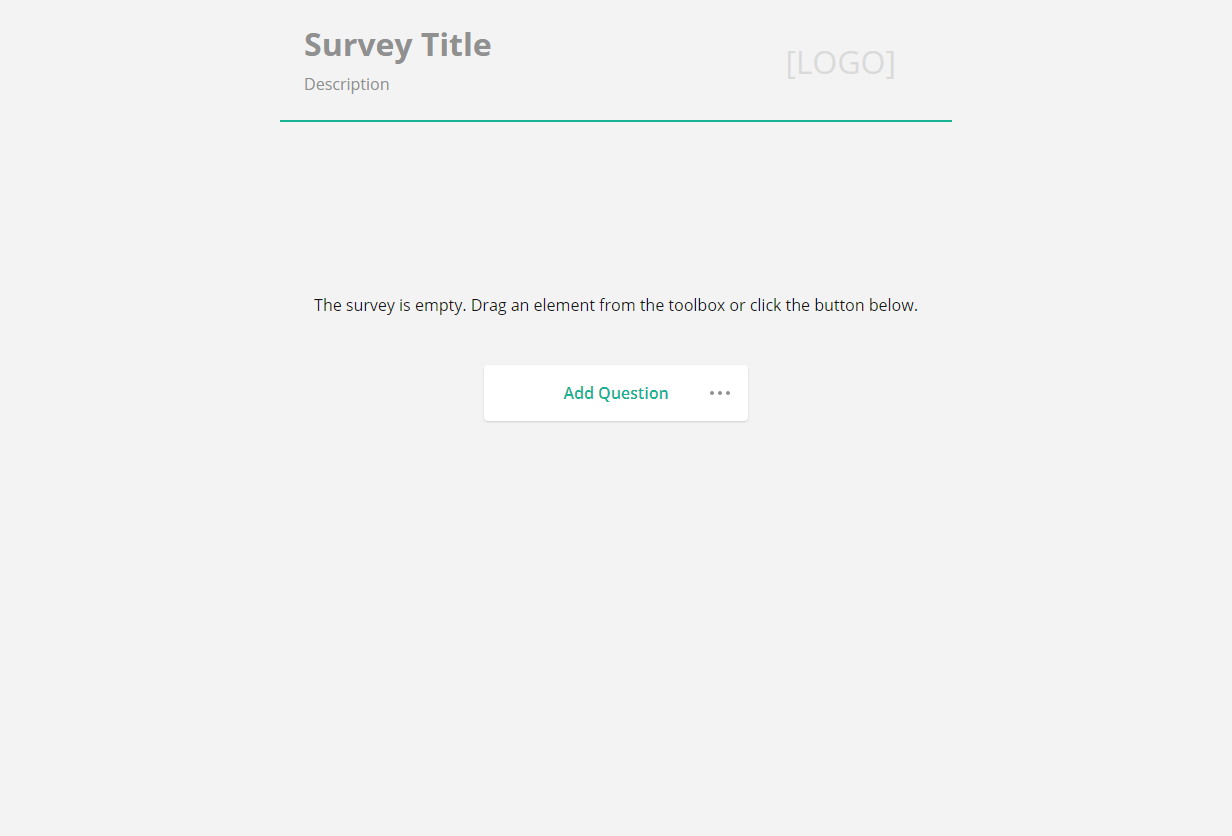 Survey Title
Description
[LOGO]
The survey is empty. Drag an element from the toolbox or click the button below.
Add Question